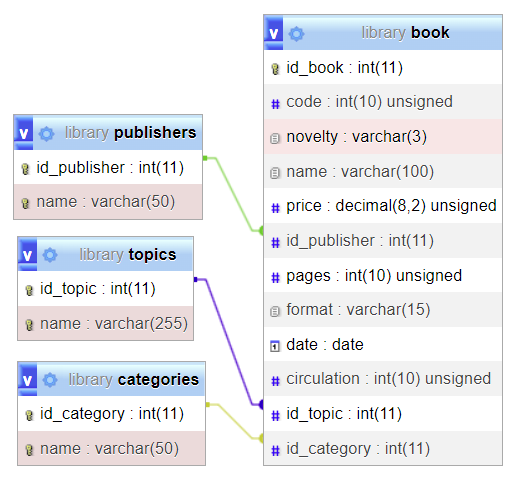 library publishers
id_publisher : int(11)
name : varchar(50)
library topics
id_topic : int(11)
name : varchar(255)
library categories
id_category : int(11)
name : varchar(50)
library book
id_book : int(11)
code : int(10) unsigned
novelty : varchar(3)
name : varchar(100)
price : decimal(8,2) unsigned
id_publisher : int(11)
pages : int(10) unsigned
format : varchar(15)
date : date
circulation : int(10) unsigned
id_topic : int(11)
id_category : int(11)